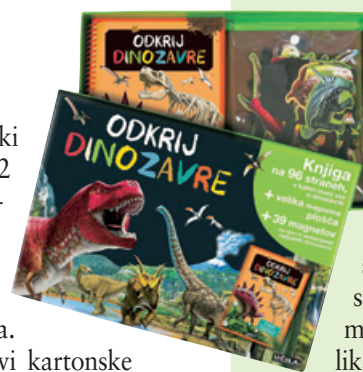 ODKRIJ
DINOZAVRE
ODKRIJ
DINOZAVRE
Knjiga
na 96 straneh,
+ velika magnetna
plošča
+ 39 magnetov
ODKRIJ
DINOZAVRE
UČILA
ki
2
-
a.
vi kartonske
s
m
lik